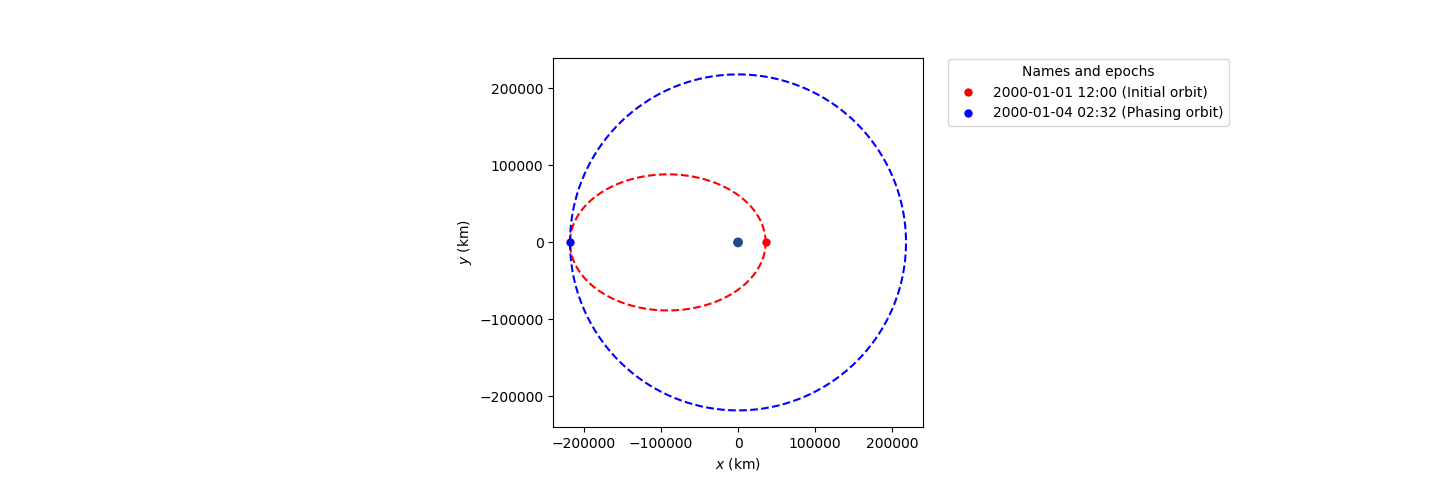 Names and epochs
2000-01-01 12:00 (Initial orbit)
2000-01-04 02:32 (Phasing orbit)
200000
100000
0
−100000
−200000
y (km)
−200000 −100000 0 100000 200000
x (km)